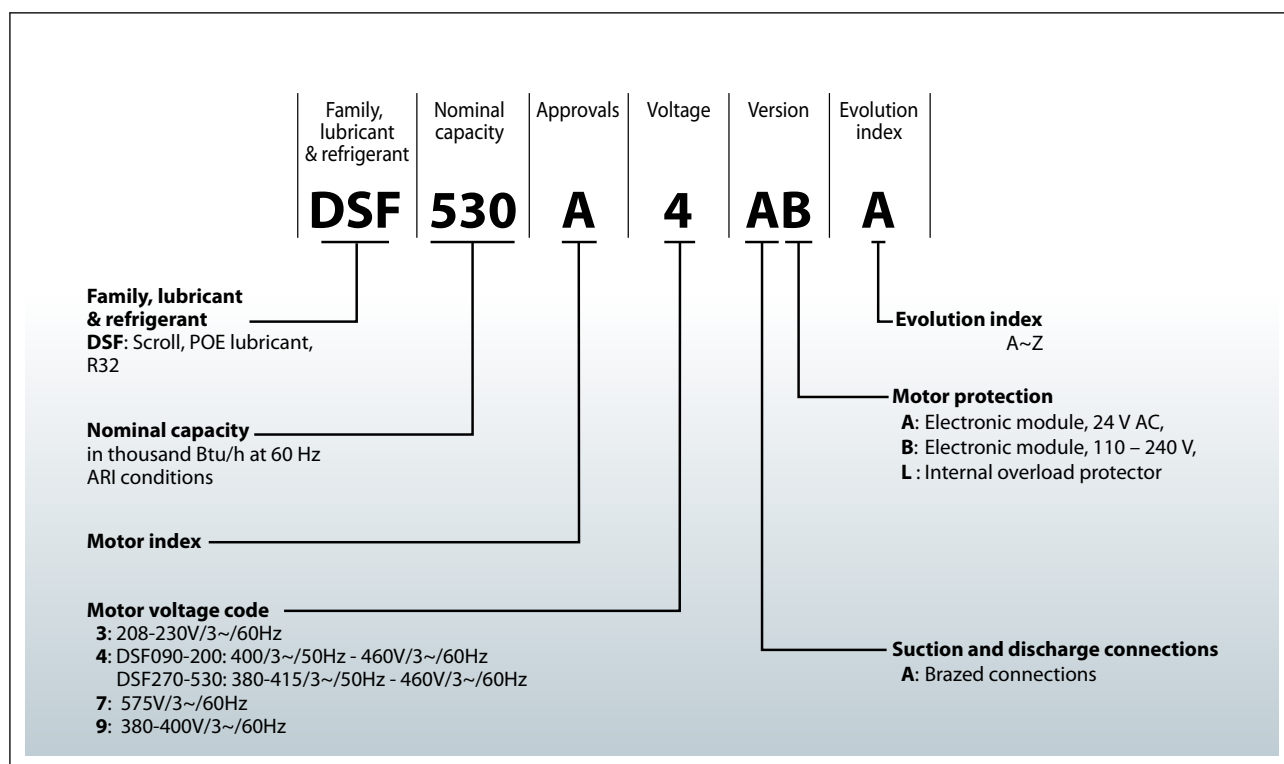 Family,
lubricant
& refrigerant
Nominal
capacity
Approvals
Voltage
Version
Evolution
index
DSF 530 A 4 AB A
Family, lubricant
& refrigerant
DSF: Scroll, POE lubricant,
R32
Nominal capacity
in thousand Btu/h at 60 Hz
ARI conditions
Motor index
Motor voltage code
3: 208-230V/3~/60Hz
4: DSF090-200: 400/3~/50Hz - 460V/3~/60Hz
DSF270-530: 380-415/3~/50Hz - 460V/3~/60Hz
7: 575V/3~/60Hz
9: 380-400V/3~/60Hz
Evolution index
A~Z
Motor protection
A: Electronic module, 24 V AC,
B: Electronic module, 110 – 240 V,
L : Internal overload protector
Suction and discharge connections
A: Brazed connections